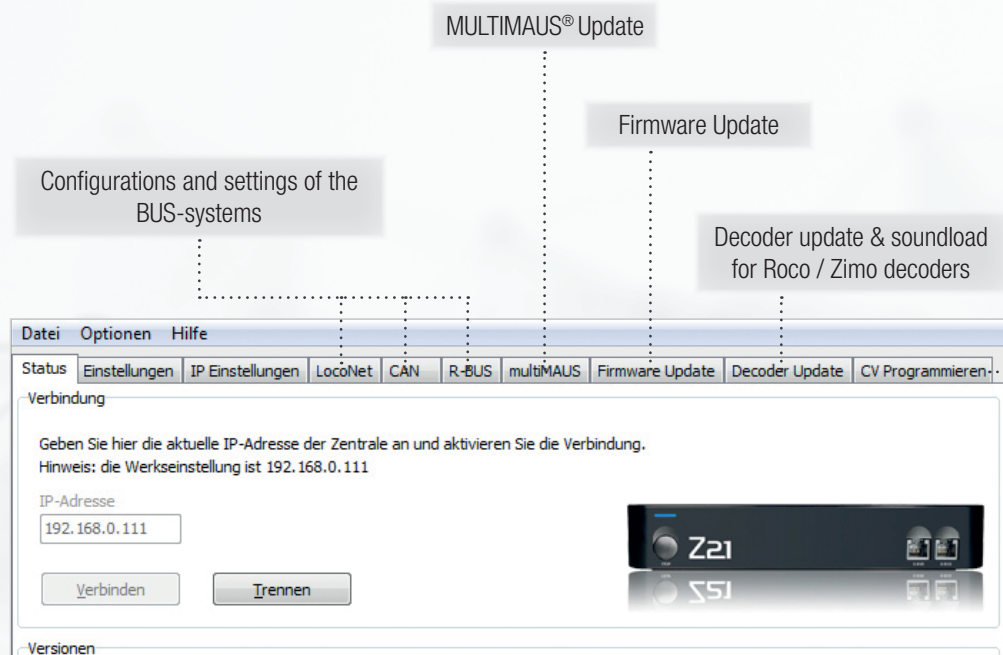 MULTIMAUS® Update
Firmware Update
Configurations and settings of the
BUS-systems
Decoder update & soundload
for Roco / Zimo decoders
Datei Optionen Hilfe
Status Einstellungen IP Einstellungen LocoNet CAN R-BUS multiMAUS Firmware Update Decoder Update CV Programmieren
Verbindung
Geben Sie hier die aktuelle IP-Adresse der Zentrale an und aktivieren Sie die Verbindung.
Hinweis: die Werkseinstellung ist 192.168.0.111
IP-Adresse
192.168.0.111
Z21
Verbinden Trennen
Versionen